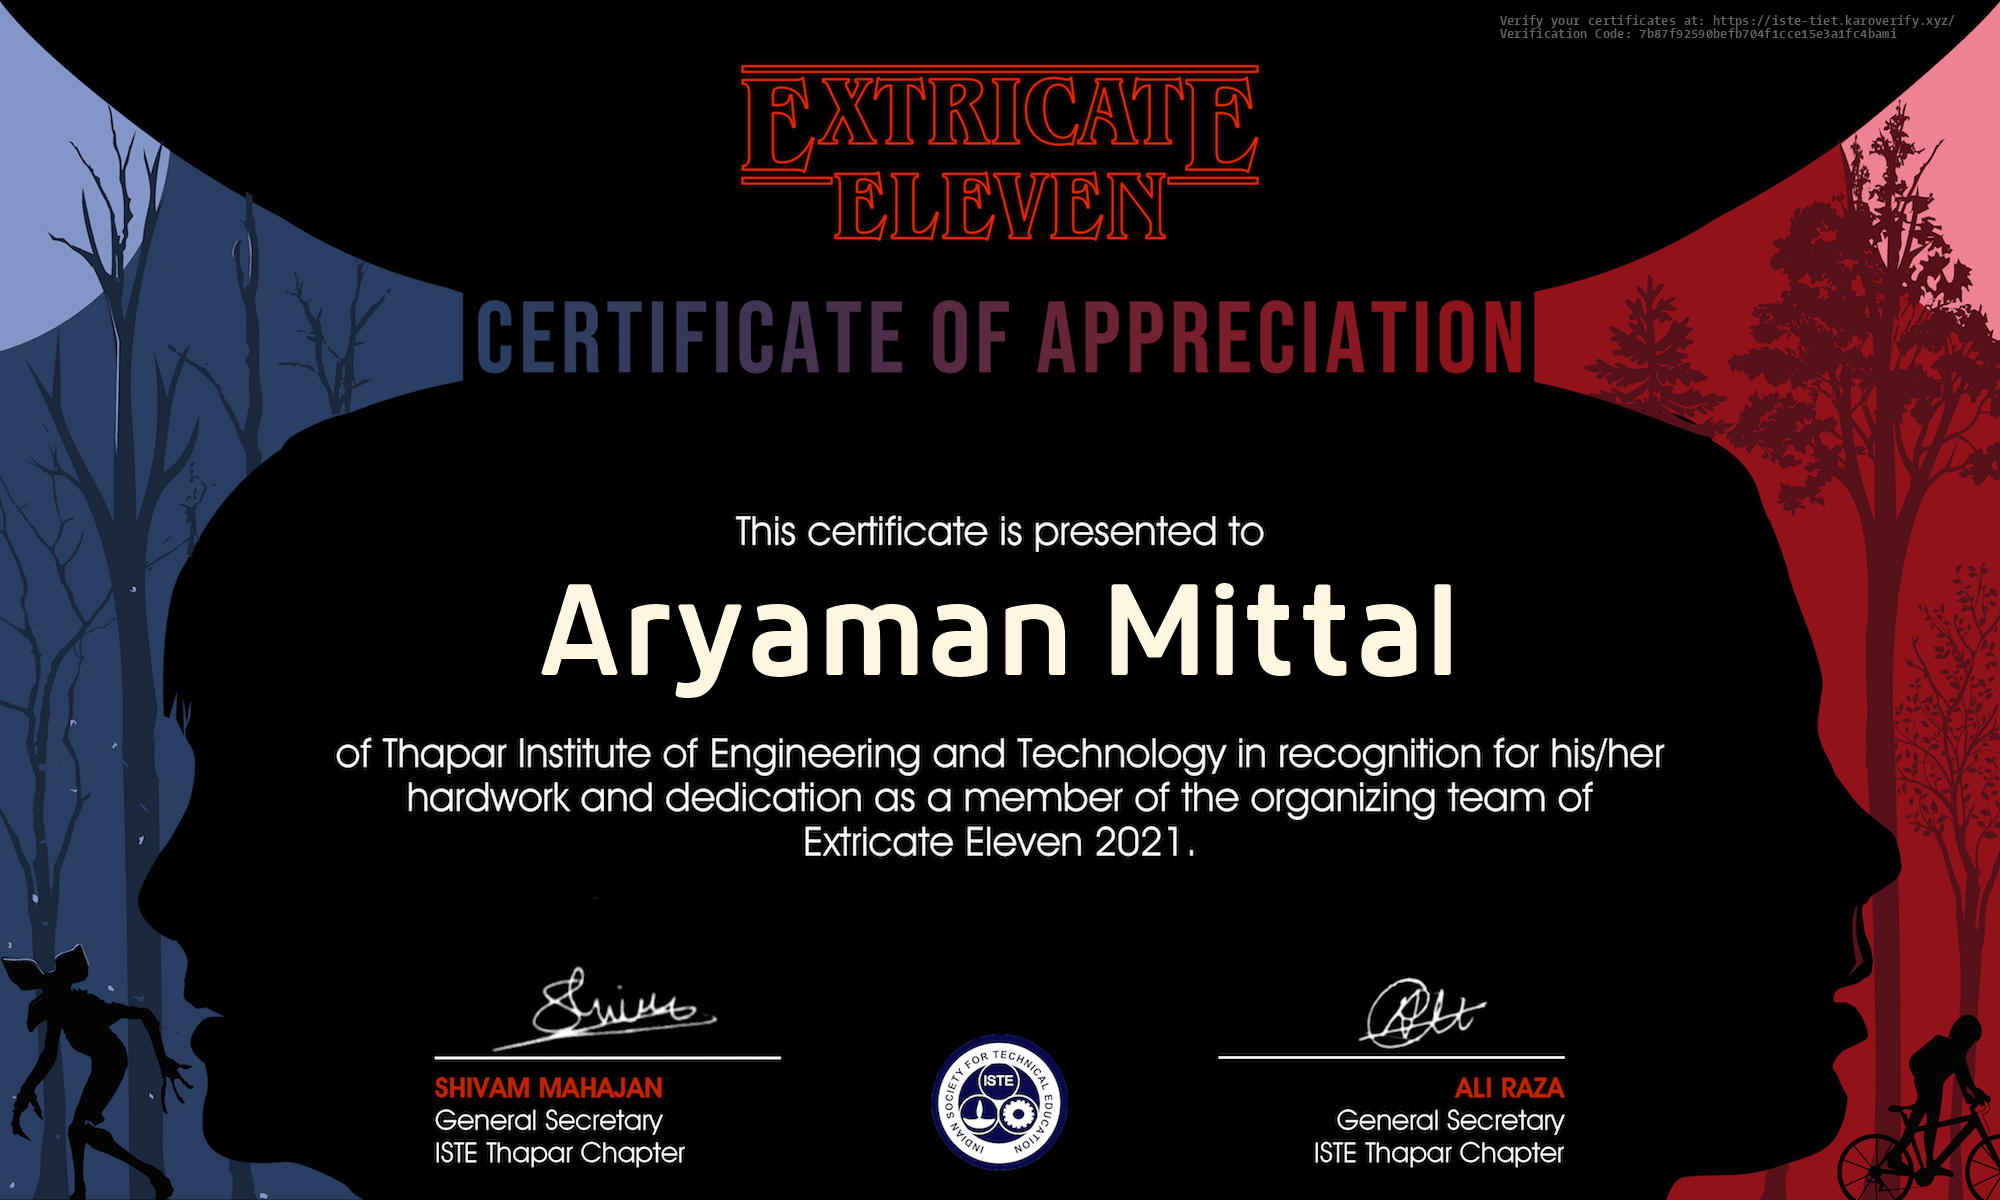 Verify your certificates at: https://iste-tiet.karoverify.xyz/
Verification Code: 7b87f92590befb704f1cce15e3a1fc4bami
EXTRICATE
ELEVEN
CERTIFICATE OF APPRECIATION
This certificate is presented to
Aryaman Mittal
of Thapar Institute of Engineering and Technology in recognition for his/her
hardwork and dedication as a member of the organizing team of
Extricate Eleven 2021.
SHIVAM MAHAJAN
General Secretary
ISTE Thapar Chapter
INDIAN SOCIETY FOR TECHNICAL EDUCATION
ISTE
ALI RAZA
General Secretary
ISTE Thapar Chapter